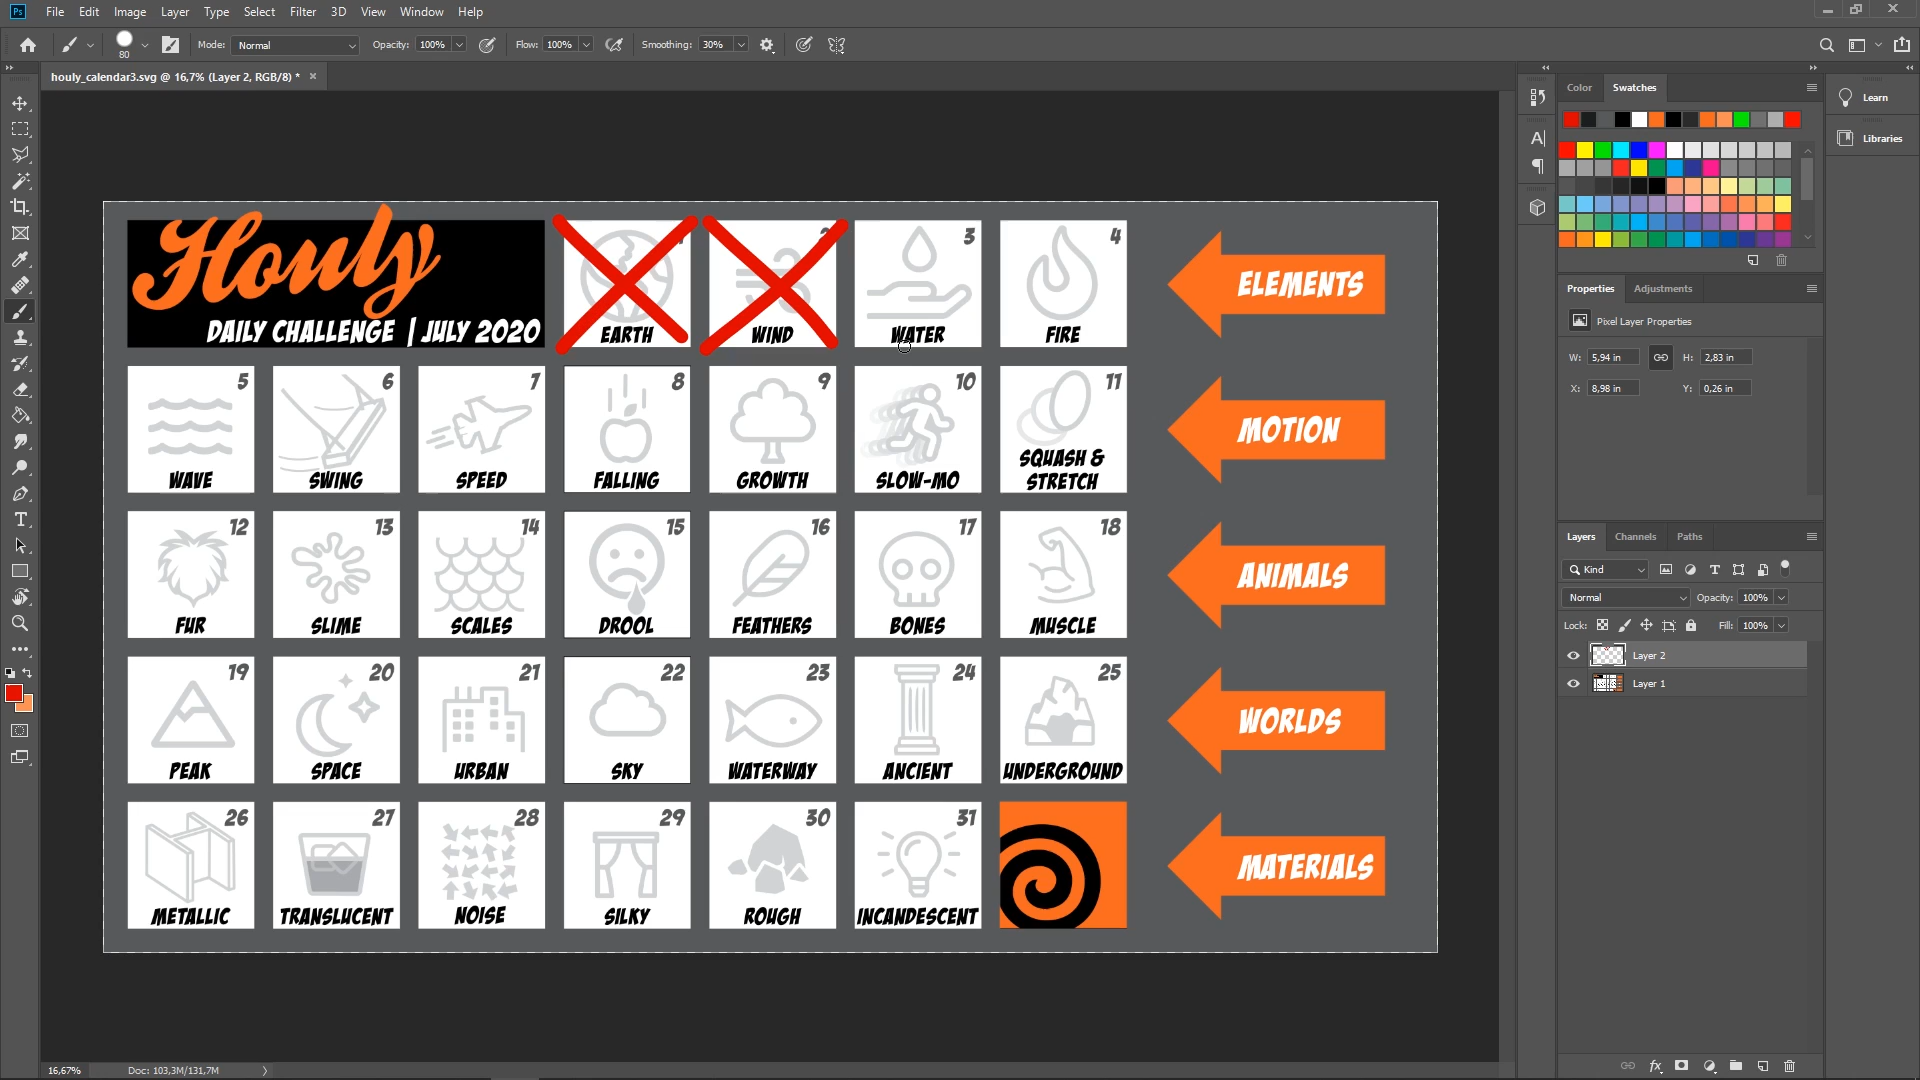 Ps File Edit Image Layer Type Select Filter 3D View Window Help
80 Mode: Normal Opacity: 100% Flow: 100% Smoothing: 30%
houly_calendar3.svg @ 16,7% (Layer 2, RGB/8) *
Houly
DAILY CHALLENGE | JULY 2020
EARTH
WIND
3
WATER
4
FIRE
ELEMENTS
5
WAVE
6
SWING
7
SPEED
8
FALLING
9
GROWTH
10
SLOW-MO
11
SQUASH &
STRETCH
MOTION
12
FUR
13
SLIME
14
SCALES
15
DROOL
16
FEATHERS
17
BONES
18
MUSCLE
ANIMALS
19
PEAK
20
SPACE
21
URBAN
22
SKY
23
WATERWAY
24
ANCIENT
25
UNDERGROUND
WORLDS
26
METALLIC
27
TRANSLUCENT
28
NOISE
29
SILKY
30
ROUGH
31
INCANDESCENT
MATERIALS
Color Swatches
Properties Adjustments
Pixel Layer Properties
W: 5,94 in H: 2,83 in
X: 8,98 in Y: 0,26 in
Layers Channels Paths
Kind
Normal Opacity: 100%
Lock: Fill: 100%
Layer 2
Layer 1
Learn
Libraries
16,67% Doc: 103,3M/131,7M